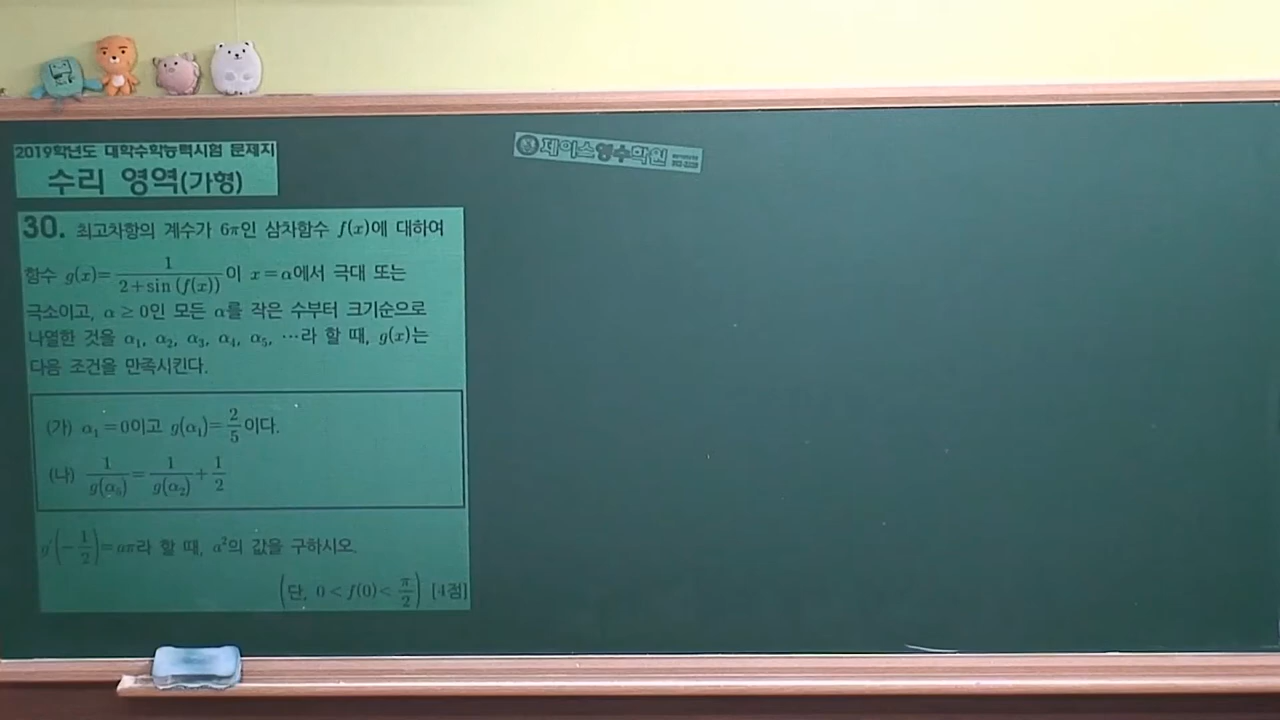 2019학년도 대학수학능력시험 문제지
수리 영역(가형)
제이스영수학원
30. 최고차항의 계수가 6π인 삼차함수 f(x)에 대하여
함수 g(x)=1/(2+sin(f(x)))이 x=α에서 극대 또는
극소이고, α≥0인 모든 α를 작은 수부터 크기순으로
나열한 것을 α₁, α₂, α₃, α₄, α₅, ⋯라 할 때, g(x)는
다음 조건을 만족시킨다.
(가) α₁=0이고 g(α₁)=2/5이다.
(나) 1/g(α₅)=1/g(α₂)+1/2
g′(-1/2)=aπ라 할 때, a²의 값을 구하시오.
(단, 0<f(0)<π/2) [4점]